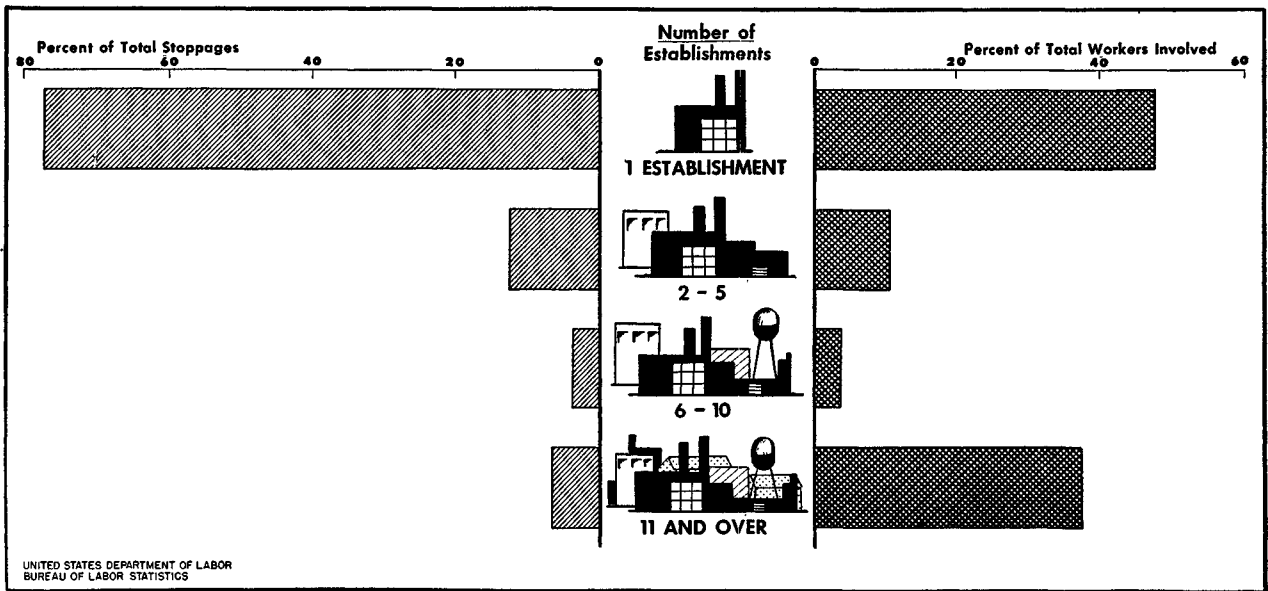 Number of
Establishments
Percent of Total Stoppages
80 60 40 20 0
Percent of Total Workers Involved
0 20 40 60
1 ESTABLISHMENT
2 - 5
6 - 10
11 AND OVER
UNITED STATES DEPARTMENT OF LABOR
BUREAU OF LABOR STATISTICS